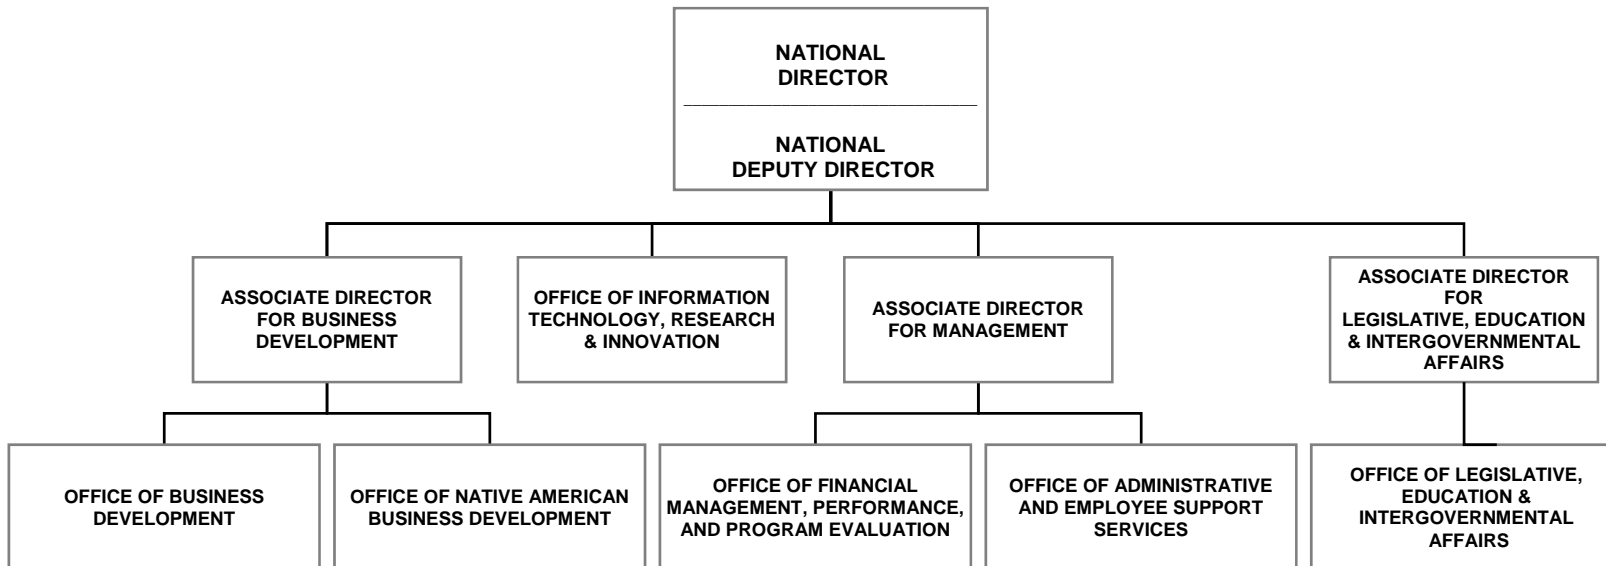 NATIONAL
DIRECTOR
NATIONAL
DEPUTY DIRECTOR
ASSOCIATE DIRECTOR
FOR BUSINESS
DEVELOPMENT
OFFICE OF INFORMATION
TECHNOLOGY, RESEARCH
& INNOVATION
ASSOCIATE DIRECTOR
FOR MANAGEMENT
ASSOCIATE DIRECTOR
FOR
LEGISLATIVE, EDUCATION
& INTERGOVERNMENTAL
AFFAIRS
OFFICE OF BUSINESS
DEVELOPMENT
OFFICE OF NATIVE AMERICAN
BUSINESS DEVELOPMENT
OFFICE OF FINANCIAL
MANAGEMENT, PERFORMANCE,
AND PROGRAM EVALUATION
OFFICE OF ADMINISTRATIVE
AND EMPLOYEE SUPPORT
SERVICES
OFFICE OF LEGISLATIVE,
EDUCATION &
INTERGOVERNMENTAL
AFFAIRS